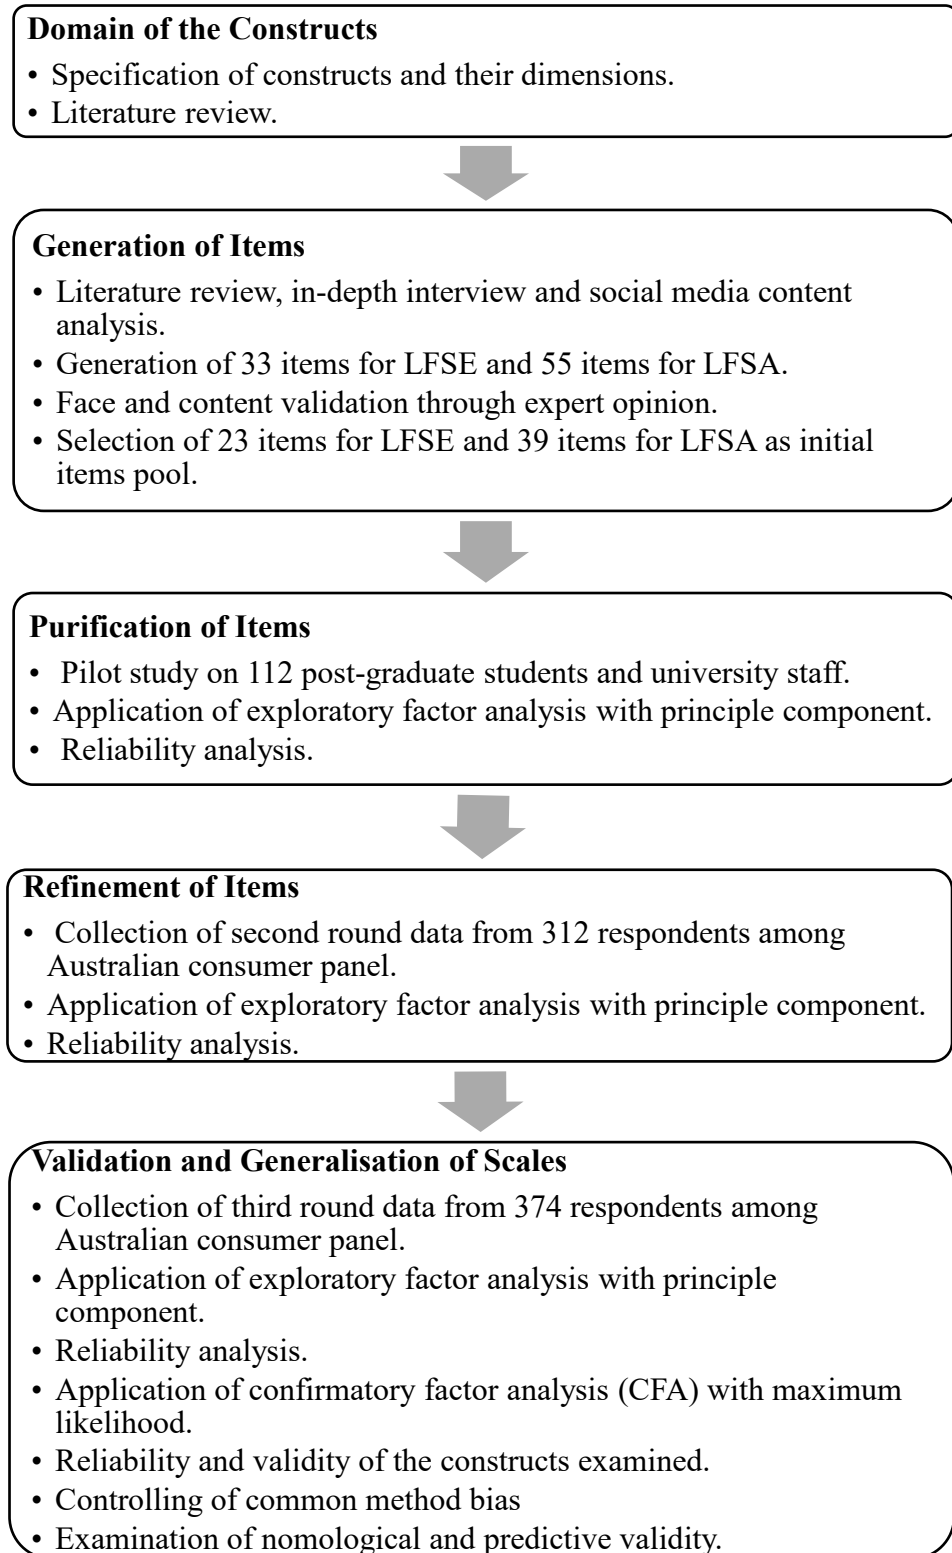 Domain of the Constructs
• Specification of constructs and their dimensions.
• Literature review.
Generation of Items
• Literature review, in-depth interview and social media content
analysis.
• Generation of 33 items for LFSE and 55 items for LFSA.
• Face and content validation through expert opinion.
• Selection of 23 items for LFSE and 39 items for LFSA as initial
items pool.
Purification of Items
• Pilot study on 112 post-graduate students and university staff.
• Application of exploratory factor analysis with principle component.
• Reliability analysis.
Refinement of Items
• Collection of second round data from 312 respondents among
Australian consumer panel.
• Application of exploratory factor analysis with principle component.
• Reliability analysis.
Validation and Generalisation of Scales
• Collection of third round data from 374 respondents among
Australian consumer panel.
• Application of exploratory factor analysis with principle
component.
• Reliability analysis.
• Application of confirmatory factor analysis (CFA) with maximum
likelihood.
• Reliability and validity of the constructs examined.
• Controlling of common method bias
• Examination of nomological and predictive validity.